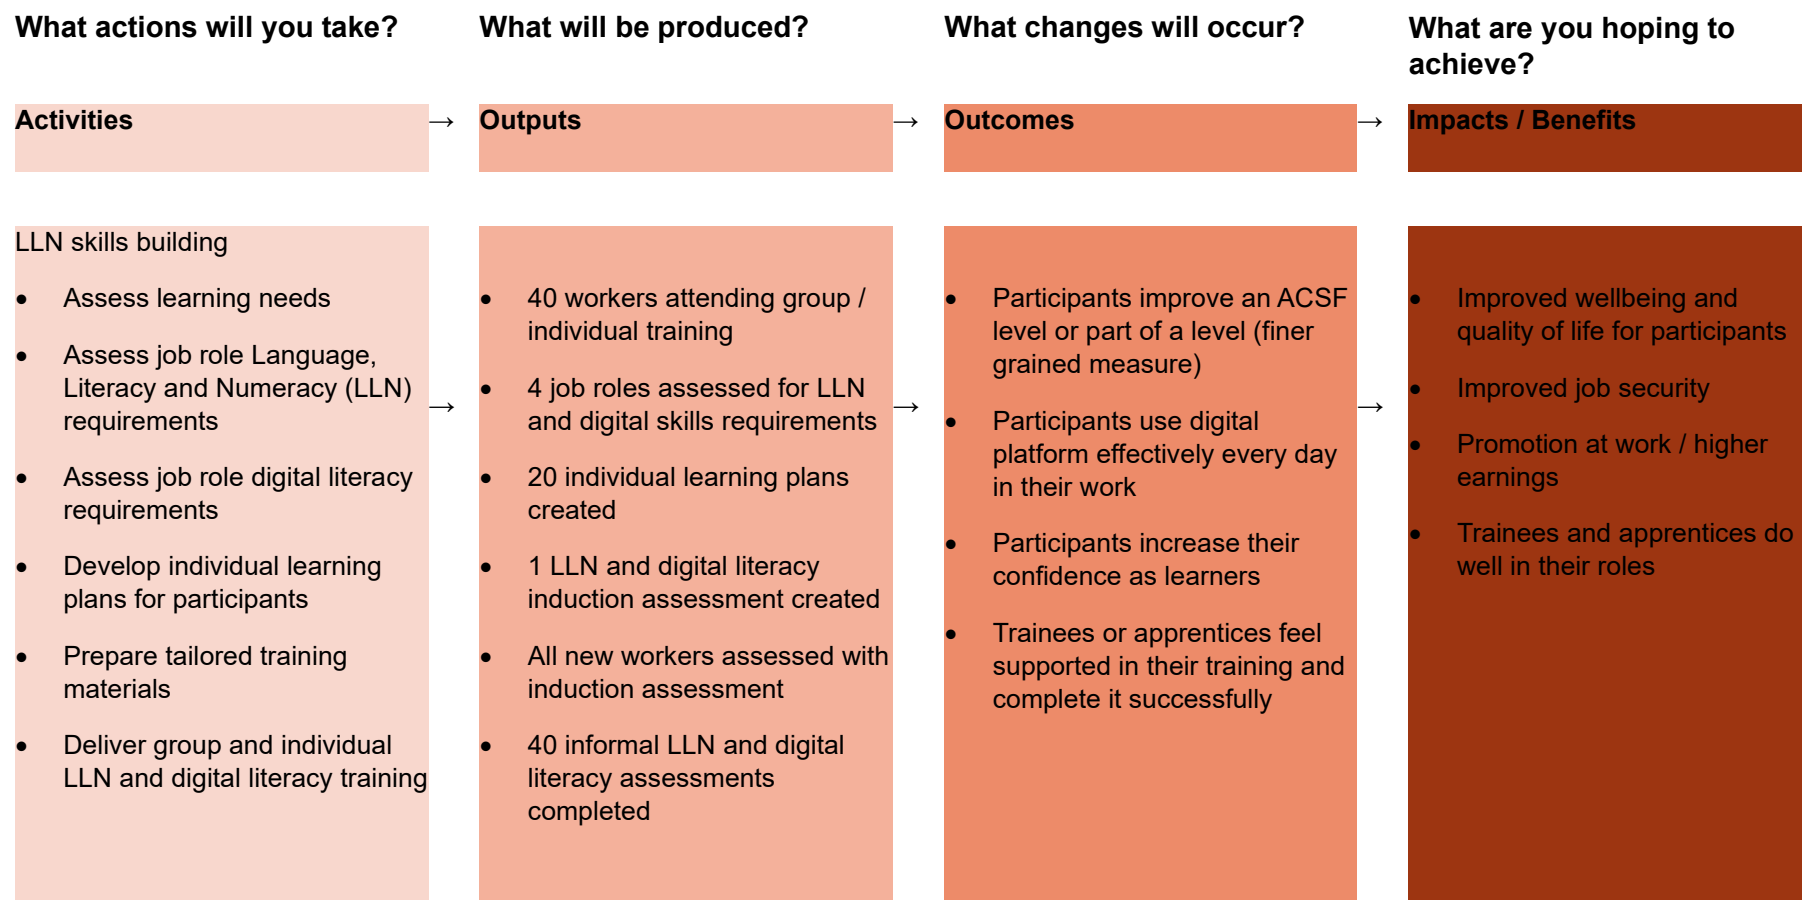 What actions will you take?
What will be produced?
What changes will occur?
What are you hoping to
achieve?
Activities
→
Outputs
→
Outcomes
→
Impacts / Benefits
LLN skills building
• Assess learning needs
• Assess job role Language,
Literacy and Numeracy (LLN)
requirements
• Assess job role digital literacy
requirements
• Develop individual learning
plans for participants
• Prepare tailored training
materials
• Deliver group and individual
LLN and digital literacy training
→
• 40 workers attending group /
individual training
• 4 job roles assessed for LLN
and digital skills requirements
• 20 individual learning plans
created
• 1 LLN and digital literacy
induction assessment created
• All new workers assessed with
induction assessment
• 40 informal LLN and digital
literacy assessments
completed
→
• Participants improve an ACSF
level or part of a level (finer
grained measure)
• Participants use digital
platform effectively every day
in their work
• Participants increase their
confidence as learners
• Trainees or apprentices feel
supported in their training and
complete it successfully
→
• Improved wellbeing and
quality of life for participants
• Improved job security
• Promotion at work / higher
earnings
• Trainees and apprentices do
well in their roles